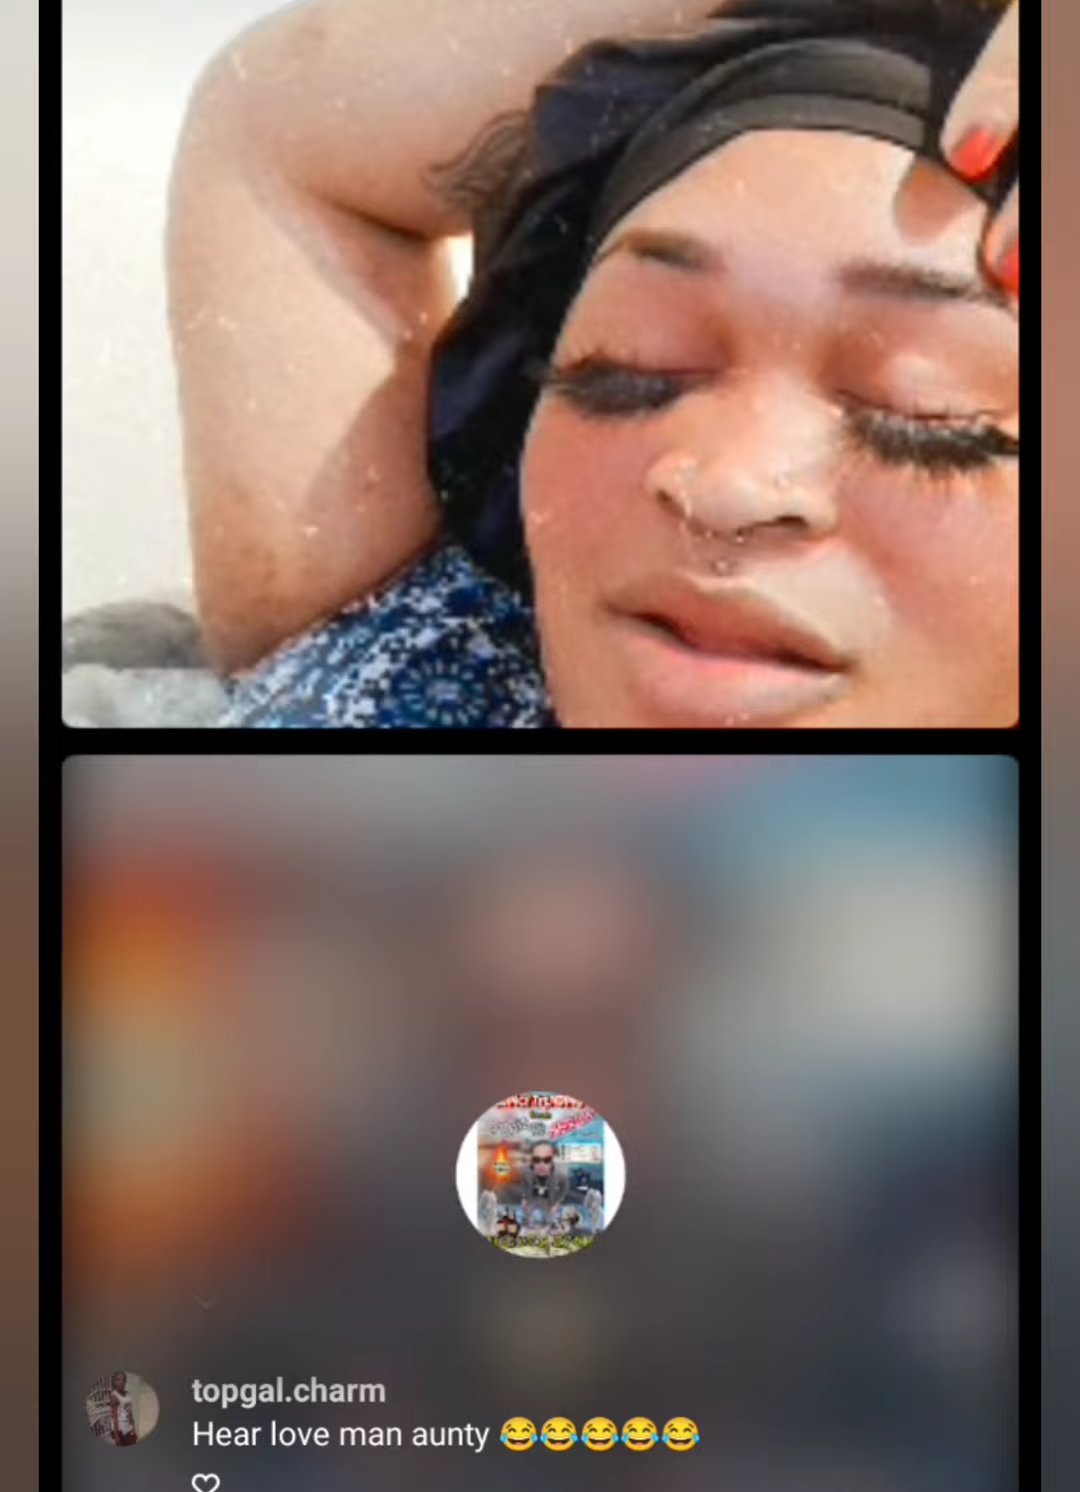 topgal.charm
Hear love man aunty 😂😂😂😂😂